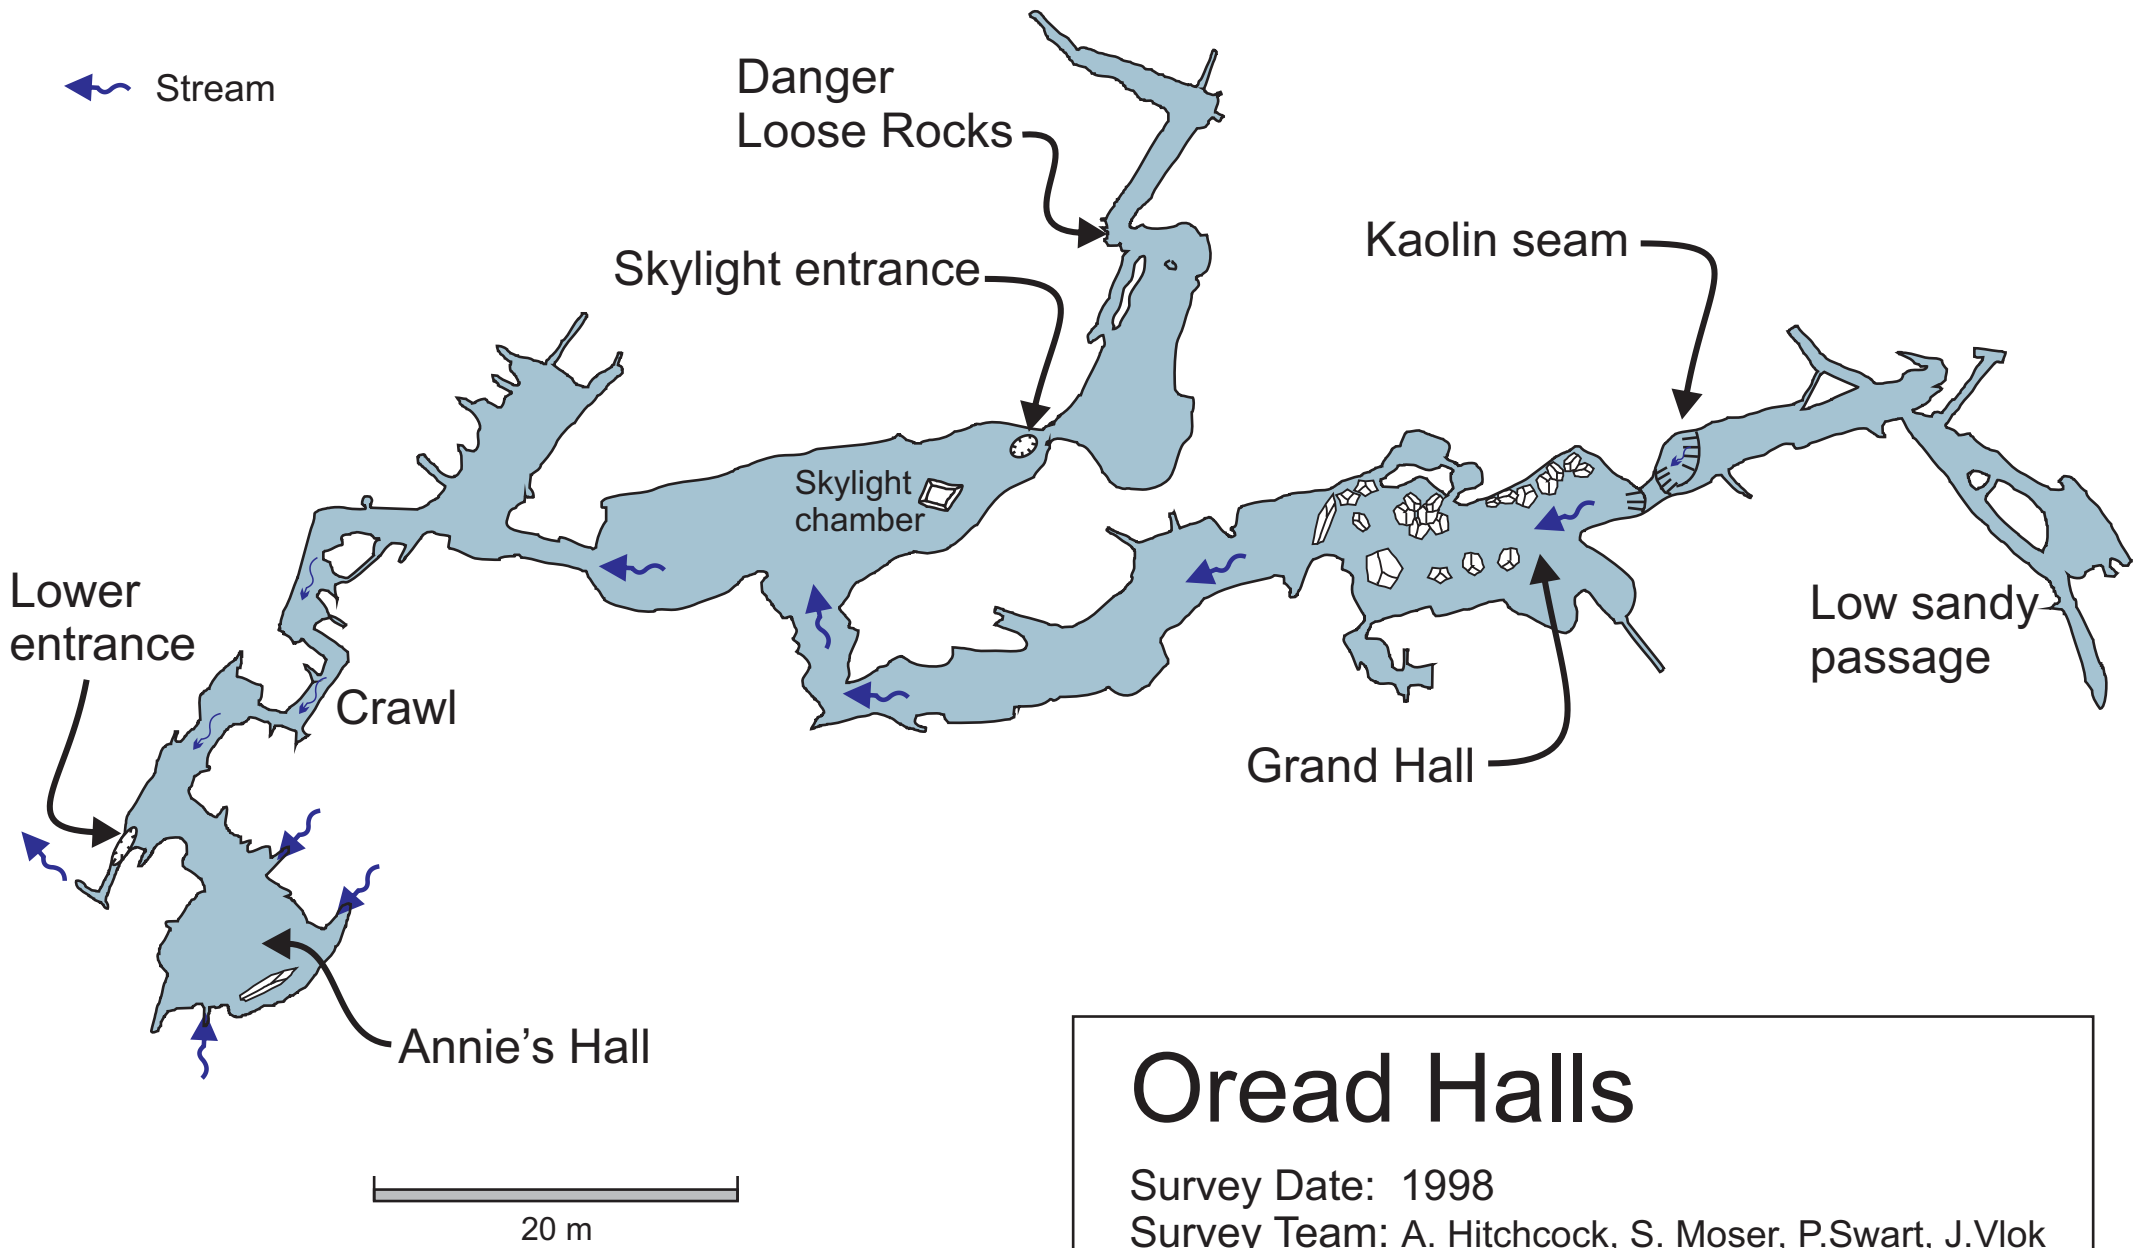 Stream
Danger
Loose Rocks
Skylight entrance
Kaolin seam
Skylight
chamber
Lower
entrance
Crawl
Low sandy
passage
Grand Hall
Annie’s Hall
20 m
Oread Halls
Survey Date: 1998
Survey Team: A. Hitchcock, S. Moser, P.Swart, J.Vlok